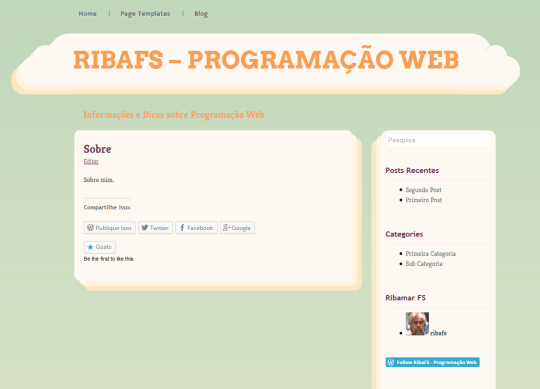 Home | Page Templates | Blog
RIBAFS – PROGRAMAÇÃO WEB
Informações e Dicas sobre Programação Web
Sobre
Editar
Sobre mim.
Compartilhe isso:
Publique Isso Twitter Facebook Google
Gosto
Be the first to like this.
Pesquisa
Posts Recentes
Segundo Post
Primeiro Post
Categories
Primeira Categoria
Sub Categoria
Ribamar FS
ribafs
Follow RibaFS - Programação Web